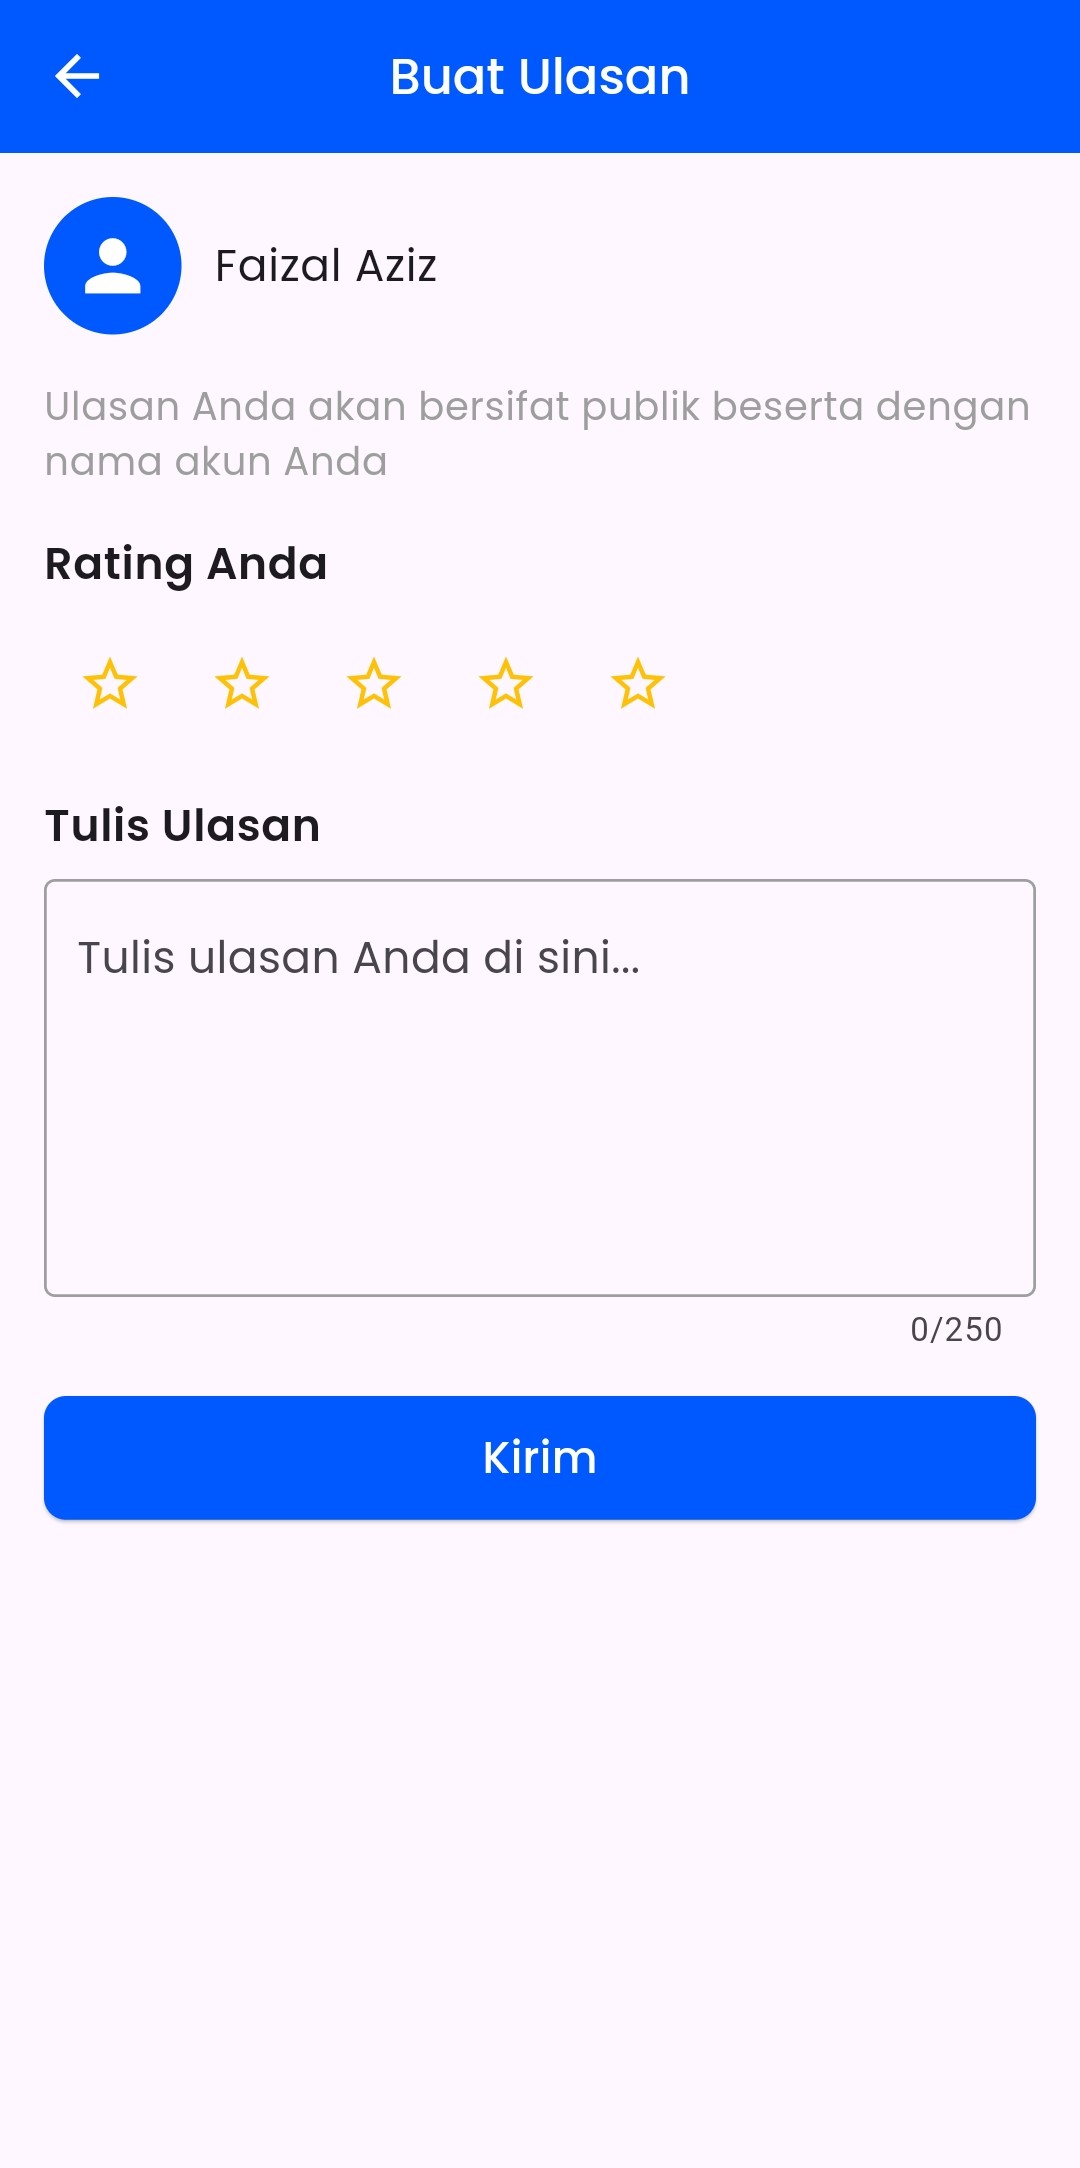 Buat Ulasan
Faizal Aziz
Ulasan Anda akan bersifat publik beserta dengan
nama akun Anda
Rating Anda
Tulis Ulasan
Tulis ulasan Anda di sini...
0/250
Kirim